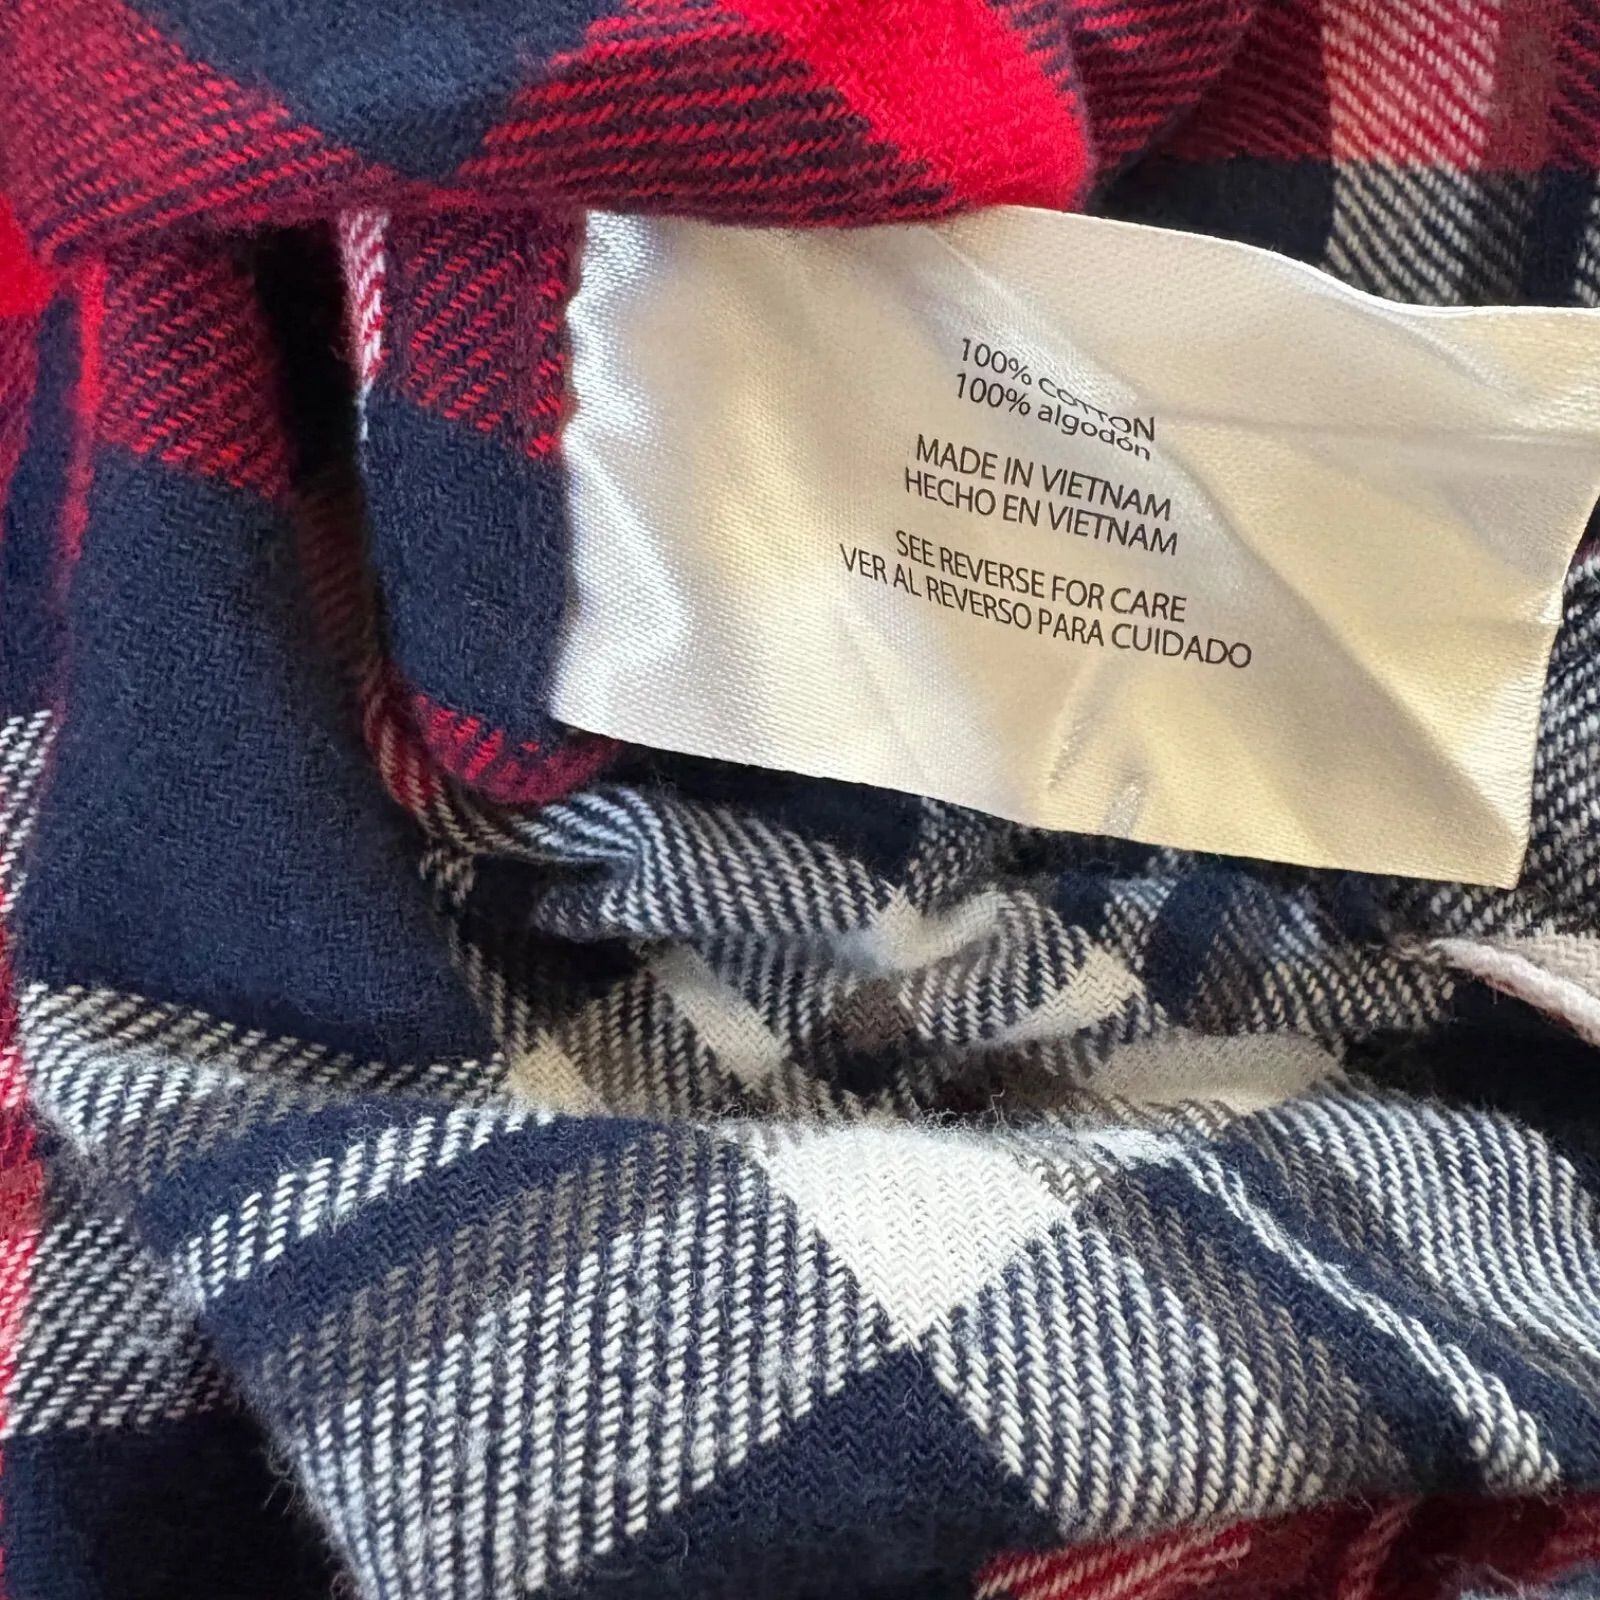 100% COTTON
100% algodón
MADE IN VIETNAM
HECHO EN VIETNAM
SEE REVERSE FOR CARE
VER AL REVERSO PARA CUIDADO